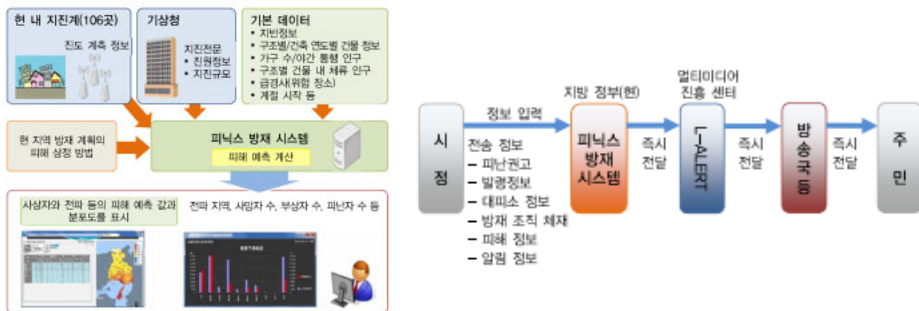 현 내 지진계(106곳)
진도 계측 정보
기상청
지진전문
• 진원정보
• 지진규모
기본 데이터
• 지반정보
• 구조별/건축 연도별 건물 정보
• 가구 수/야간 통행 인구
• 구조별 건물 내 체류 인구
• 급경사(위험 장소)
• 계절 시작 등
현 지역 방재 계획의
피해 상정 방법
피닉스 방재 시스템
피해 예측 계산
사상자와 전파 등의 피해 예측 값과
분포도를 표시
전파 지역, 사망자 수, 부상자 수, 피난자 수 등
시정
정보 입력
전송 정보
– 피난권고
– 발령정보
– 대피소 정보
– 방재 조직 체재
– 피해 정보
– 알림 정보
지방 정부(현)
피닉스
방재
시스템
즉시
전달
멀티미디어
진흥 센터
L-ALERT
즉시
전달
방송국등
즉시
전달
주민